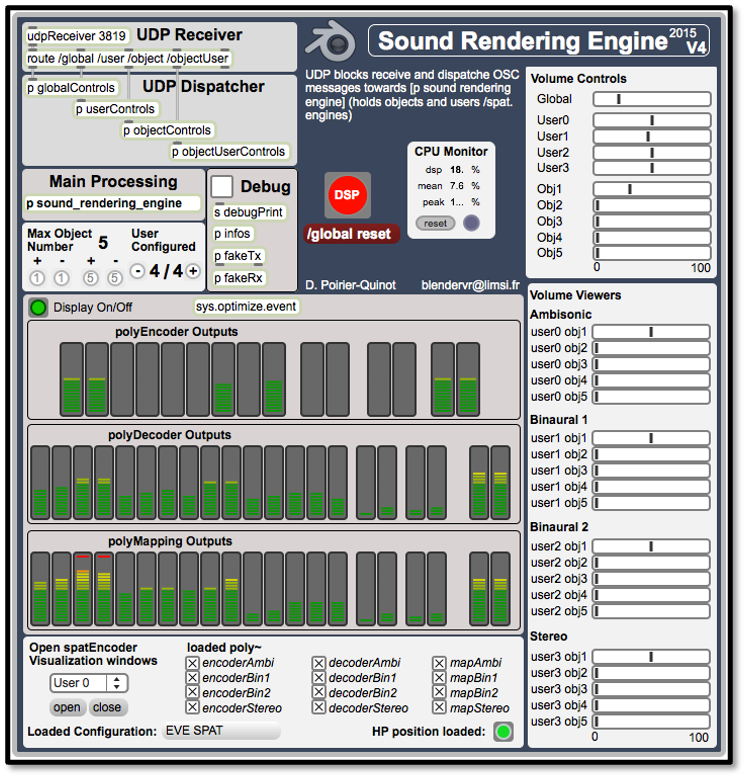 udpReceiver 3819
UDP Receiver
route /global /user /object /objectUser
p globalControls
UDP Dispatcher
p userControls
p objectControls
p objectUserControls
Sound Rendering Engine 2015 V4
UDP blocks receive and dispatche OSC
messages towards [p sound rendering
engine] (holds objects and users /spat.
engines)
Main Processing
p sound_rendering_engine
Debug
s debugPrint
p infos
p fakeTx
p fakeRx
Max Object
Number
5
User
Configured
+ - + -
1 1 5 5
- 4 / 4 +
DSP
/global reset
CPU Monitor
dsp 18. %
mean 7.6 %
peak 1... %
reset
D. Poirier-Quinot
blendervr@limsi.fr
Volume Controls
Global
User0
User1
User2
User3
Obj1
Obj2
Obj3
Obj4
Obj5
0 100
Display On/Off
sys.optimize.event
polyEncoder Outputs
polyDecoder Outputs
polyMapping Outputs
Volume Viewers
Ambisonic
user0 obj1
user0 obj2
user0 obj3
user0 obj4
user0 obj5
Binaural 1
user1 obj1
user1 obj2
user1 obj3
user1 obj4
user1 obj5
Binaural 2
user2 obj1
user2 obj2
user2 obj3
user2 obj4
user2 obj5
Stereo
user3 obj1
user3 obj2
user3 obj3
user3 obj4
user3 obj5
0 100
Open spatEncoder
Visualization windows
User 0
open close
loaded poly~
encoderAmbi decoderAmbi mapAmbi
encoderBin1 decoderBin1 mapBin1
encoderBin2 decoderBin2 mapBin2
encoderStereo decoderStereo mapStereo
Loaded Configuration: EVE SPAT
HP position loaded: